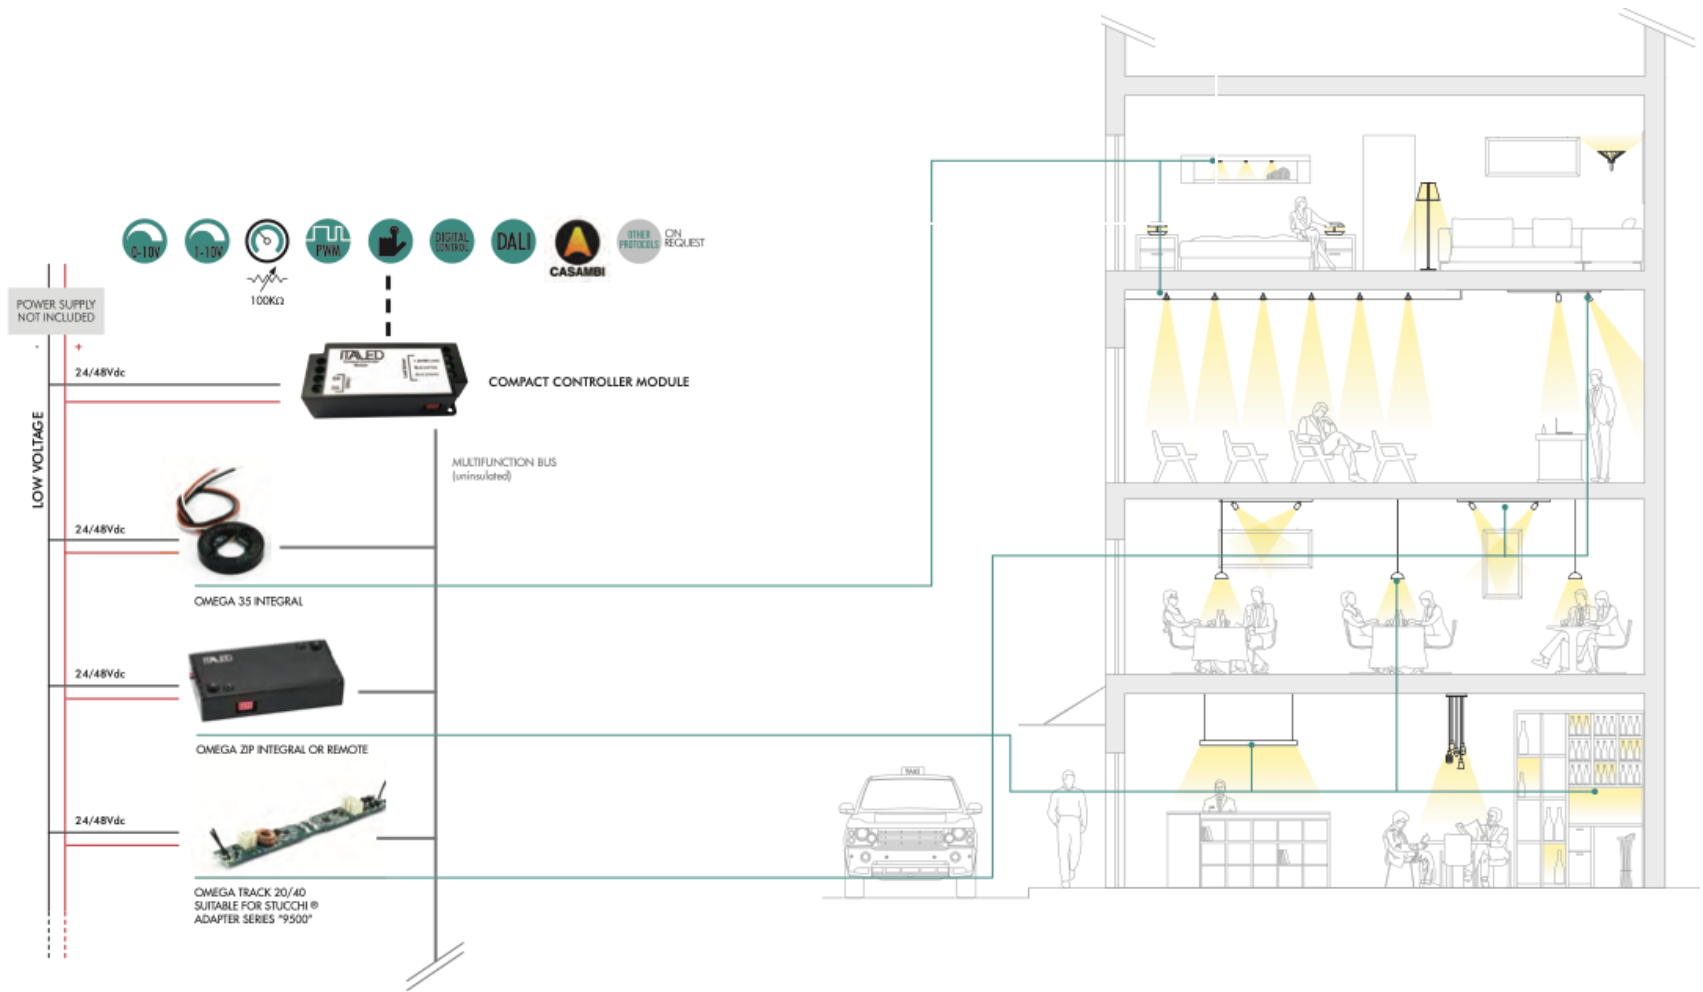 0-10V
1-10V
PWM
DIGITAL
CONTROL
DALI
CASAMBI
OTHER
PROTOCOLS
ON
REQUEST
100KΩ
POWER SUPPLY
NOT INCLUDED
- +
24/48Vdc
ITALED
COMPACT CONTROLLER MODULE
LOW VOLTAGE
MULTIFUNCTION BUS
(uninsulated)
24/48Vdc
OMEGA 35 INTEGRAL
24/48Vdc
ITALED
OMEGA ZIP INTEGRAL OR REMOTE
24/48Vdc
TAXI
OMEGA TRACK 20/40
SUITABLE FOR STUCCHI ®
ADAPTER SERIES "9500"